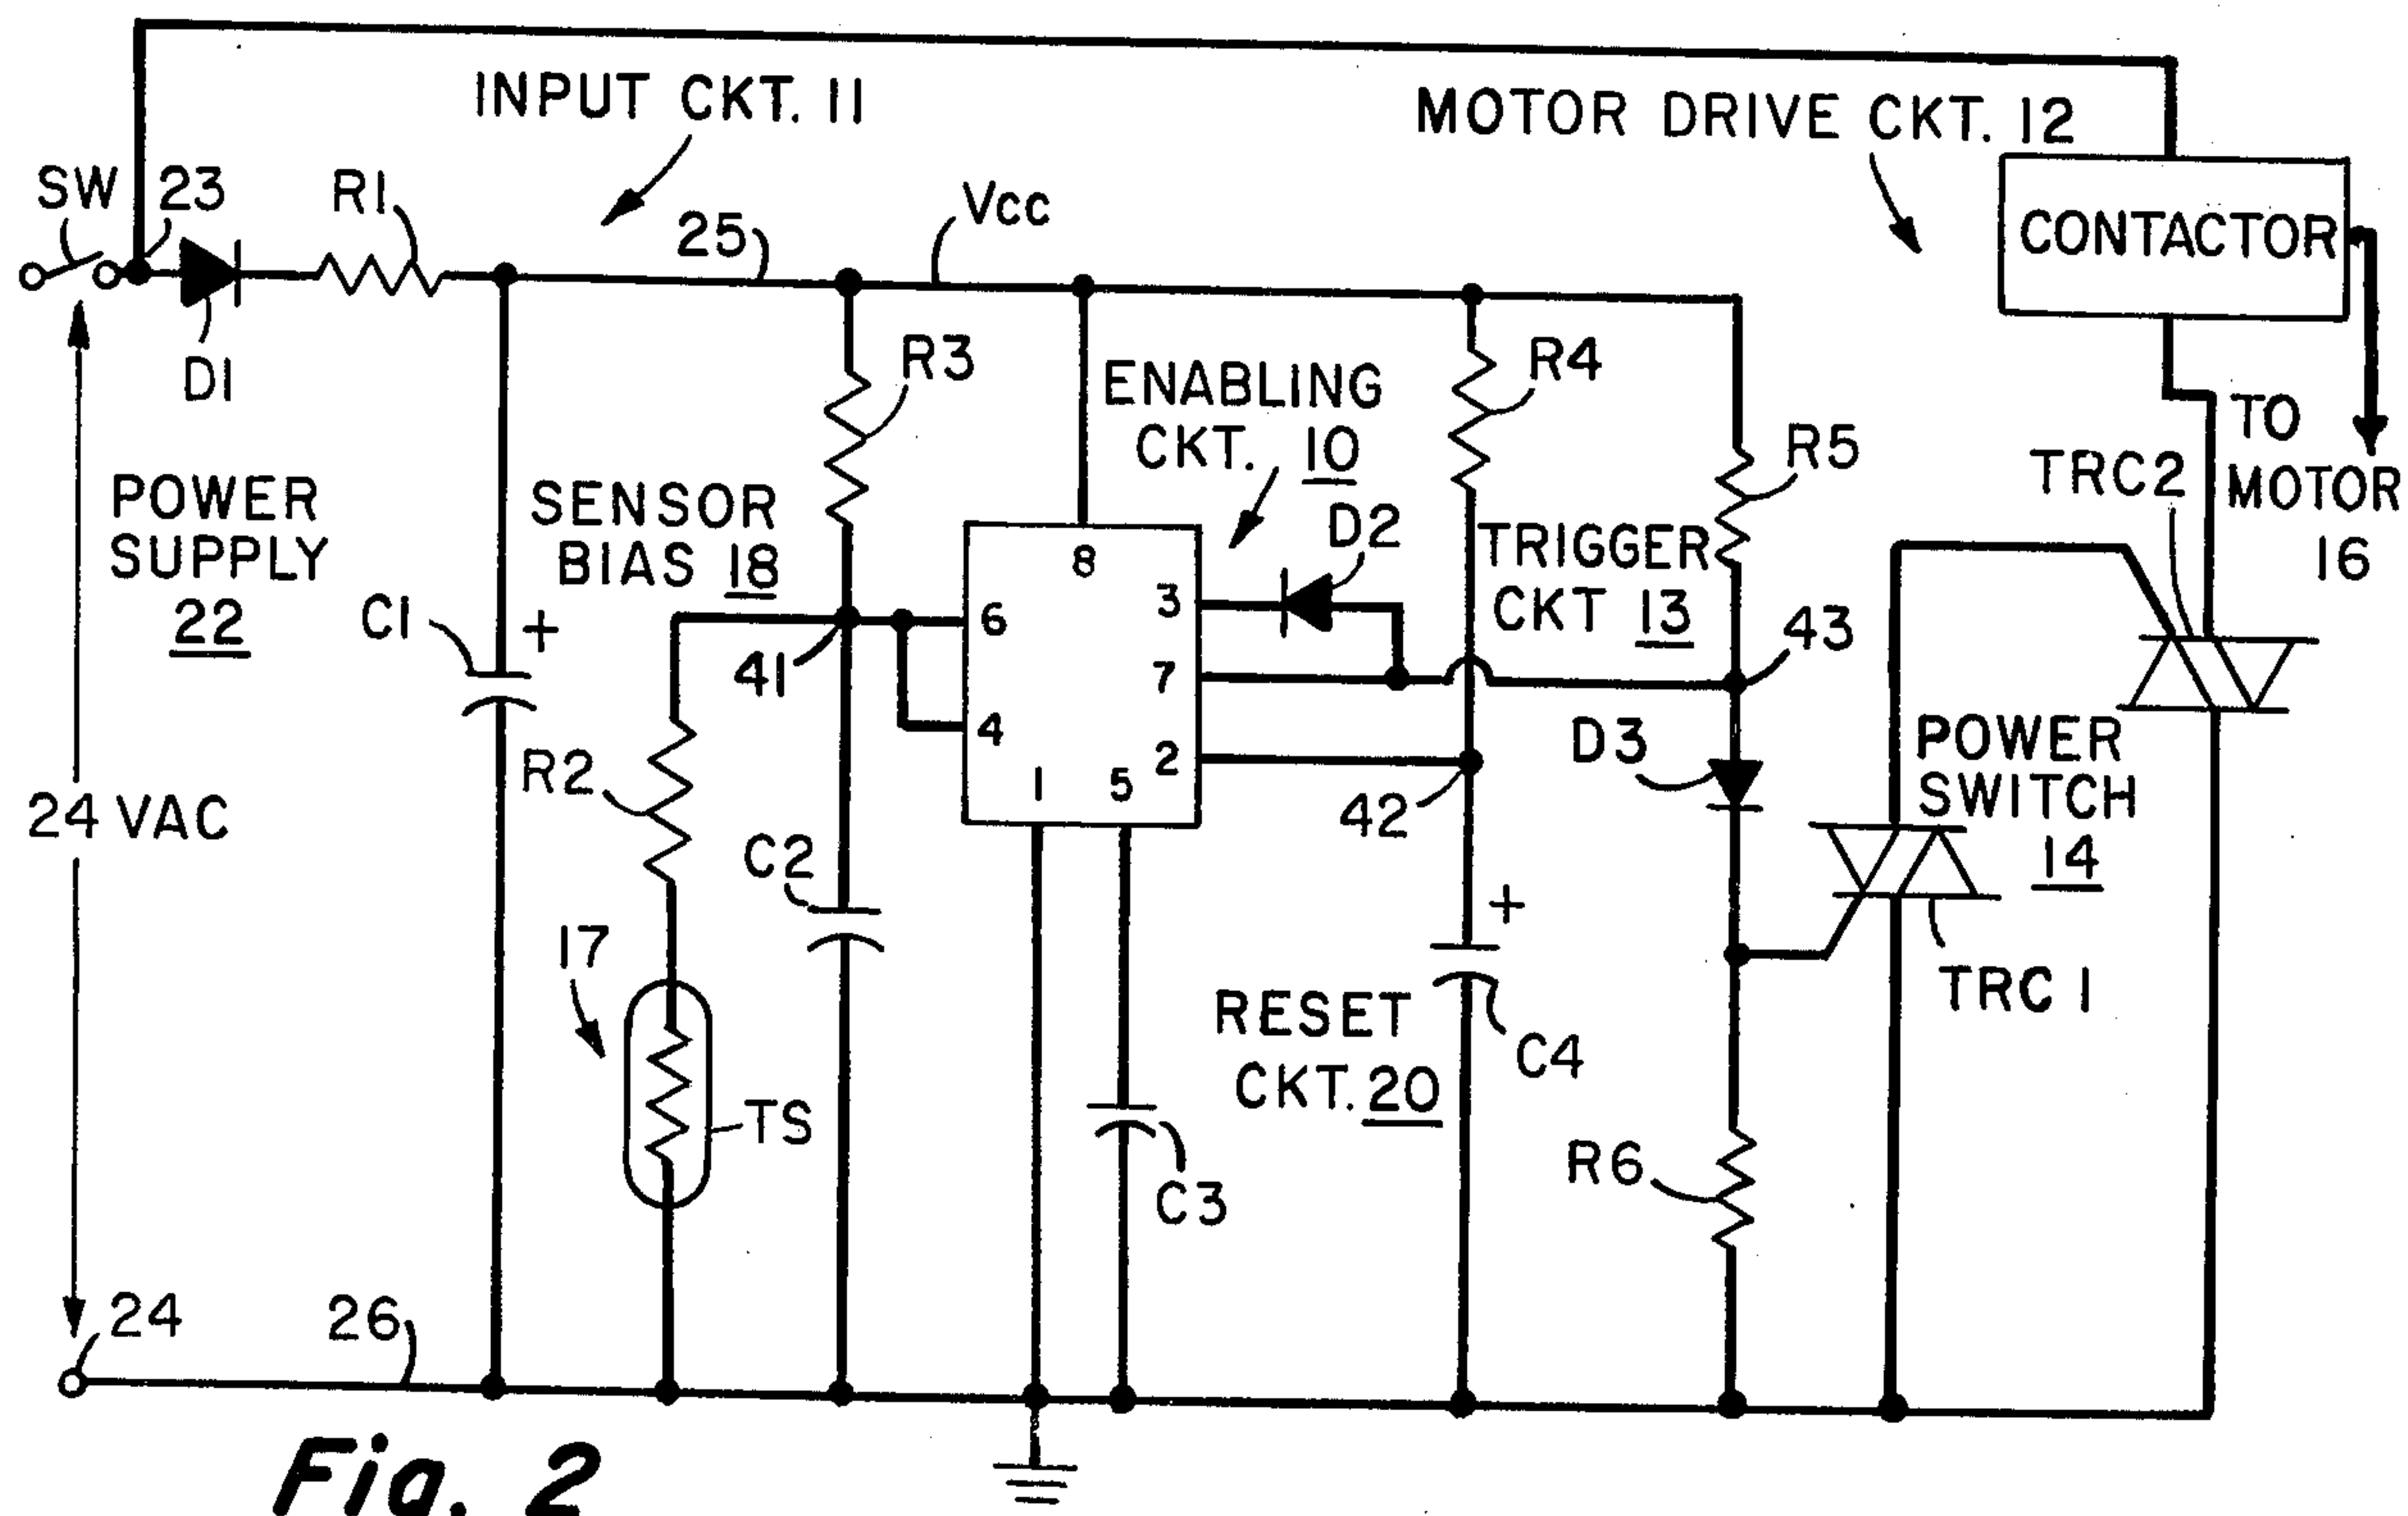 INPUT CKT. 11
MOTOR DRIVE CKT. 12
SW
23
R1
25
Vcc
CONTACTOR
D1
R3
ENABLING
CKT. 10
R4
TO
MOTOR
16
R5
TRC2
POWER
SUPPLY
22
SENSOR
BIAS 18
D2
TRIGGER
CKT 13
8
3
6
7
4
2
1
5
C1
+
41
43
R2
24 VAC
C2
42
D3
POWER
SWITCH
14
+
17
TRC 1
RESET
CKT. 20
C4
TS
C3
R6
24
26
Fig. 2